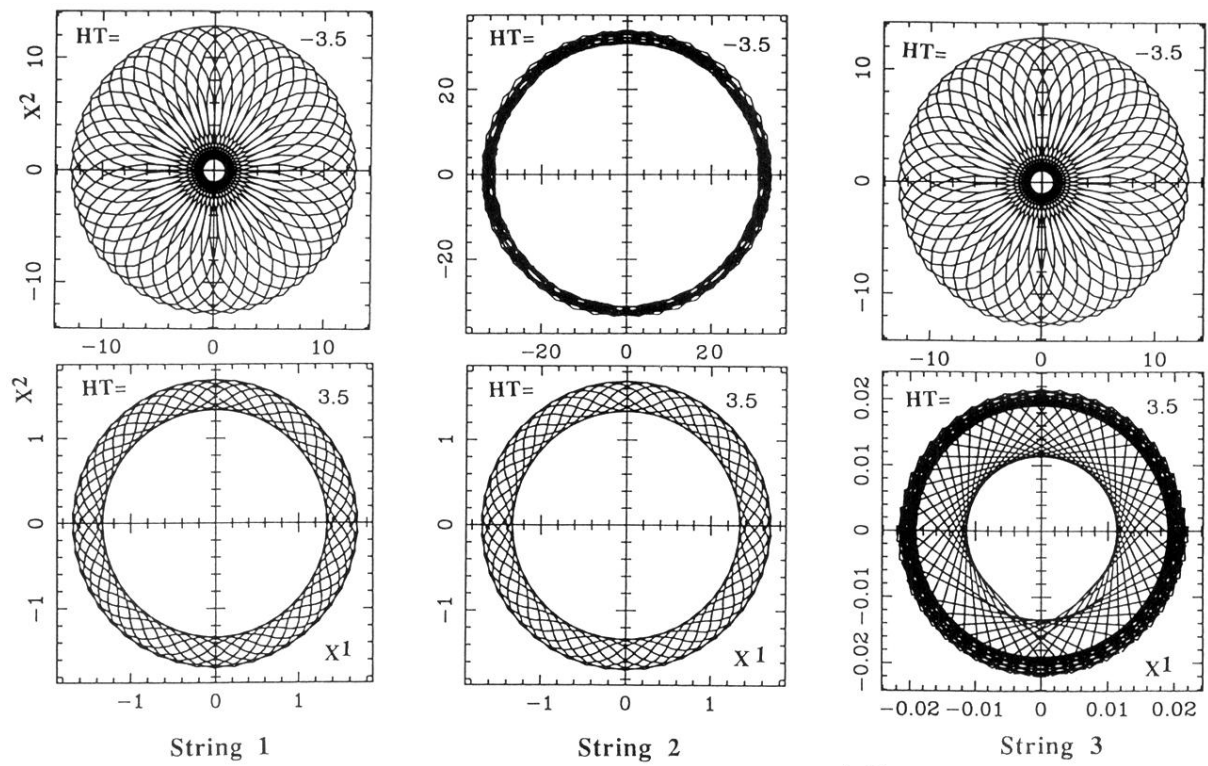 HT= -3.5
X2
10
0
-10
-10 0 10
HT= -3.5
20
0
-20
-20 0 20
HT= -3.5
10
0
-10
-10 0 10
HT= 3.5
X2
1
0
-1
X1
-1 0 1
String 1
HT= 3.5
1
0
-1
X1
-1 0 1
String 2
HT= 3.5
0.02
0.01
0
-0.01
-0.02
X1
-0.02 -0.01 0 0.01 0.02
String 3